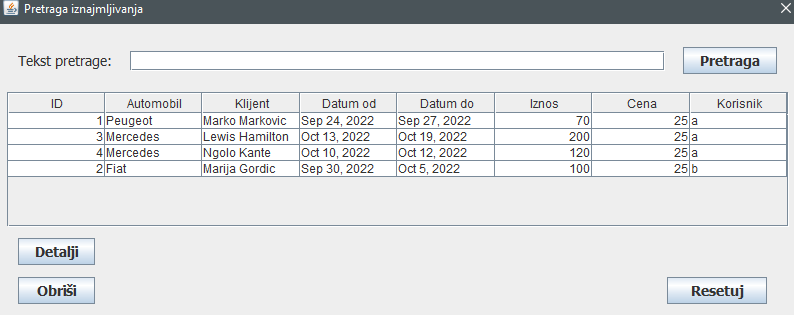 Pretraga iznajmljivanja
Tekst pretrage: Pretraga
ID Automobil Klijent Datum od Datum do Iznos Cena Korisnik
1 Peugeot Marko Markovic Sep 24, 2022 Sep 27, 2022 70 25 a
3 Mercedes Lewis Hamilton Oct 13, 2022 Oct 19, 2022 200 25 a
4 Mercedes Ngolo Kante Oct 10, 2022 Oct 12, 2022 120 25 a
2 Fiat Marija Gordic Sep 30, 2022 Oct 5, 2022 100 25 b
Detalji
Obriši Resetuj